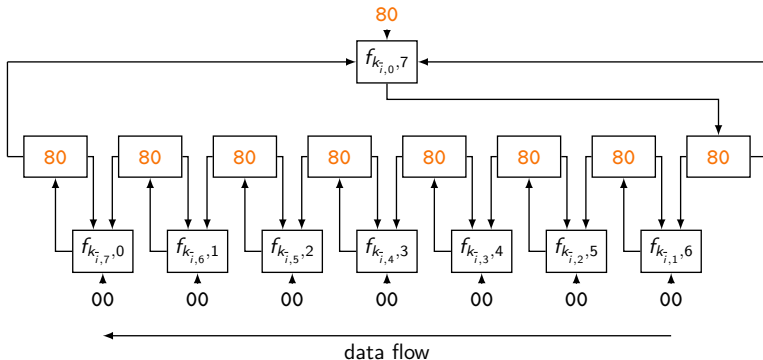 80
f_{k_{\bar{i},0},7}
80 80 80 80 80 80 80 80
f_{k_{\bar{i},7},0} f_{k_{\bar{i},6},1} f_{k_{\bar{i},5},2} f_{k_{\bar{i},4},3} f_{k_{\bar{i},3},4} f_{k_{\bar{i},2},5} f_{k_{\bar{i},1},6}
00 00 00 00 00 00 00
data flow